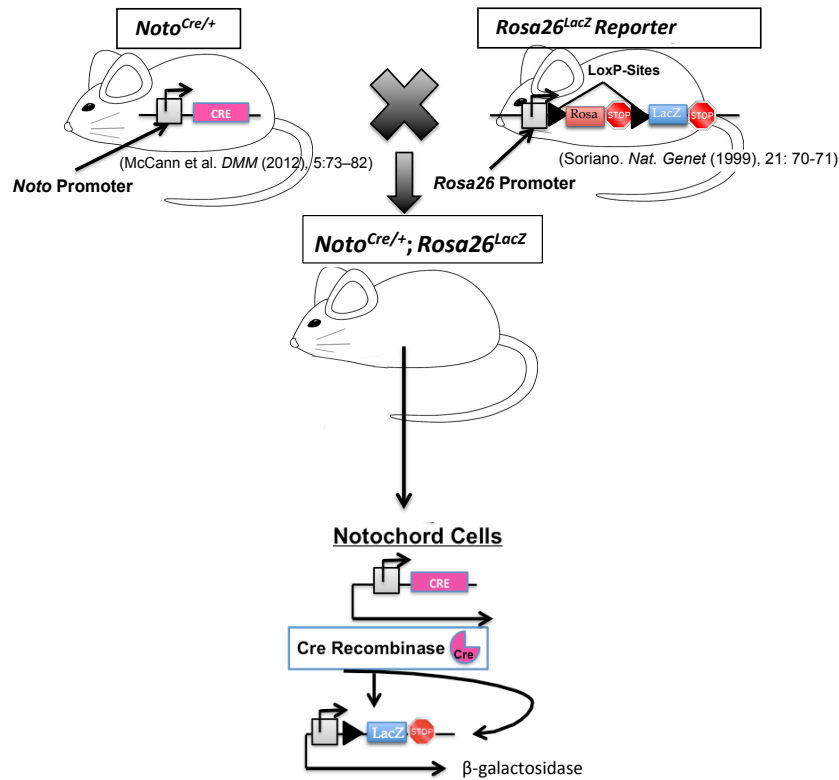 Noto^Cre/+
Rosa26^LacZ Reporter
LoxP-Sites
CRE
Rosa STOP LacZ STOP
(McCann et al. DMM (2012), 5:73–82)
(Soriano. Nat. Genet (1999), 21: 70-71)
Noto Promoter
Rosa26 Promoter
Noto^Cre/+; Rosa26^LacZ
Notochord Cells
CRE
Cre Recombinase Cre
LacZ STOP
β-galactosidase